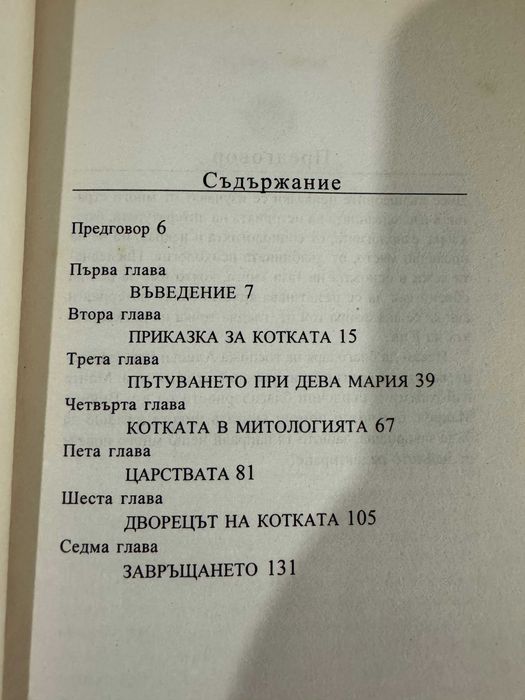 Съдържание
Предговор 6
Първа глава
ВЪВЕДЕНИЕ 7
Втора глава
ПРИКАЗКА ЗА КОТКАТА 15
Трета глава
ПЪТУВАНЕТО ПРИ ДЕВА МАРИЯ 39
Четвърта глава
КОТКАТА В МИТОЛОГИЯТА 67
Пета глава
ЦАРСТВАТА 81
Шеста глава
ДВОРЕЦЪТ НА КОТКАТА 105
Седма глава
ЗАВРЪЩАНЕТО 131